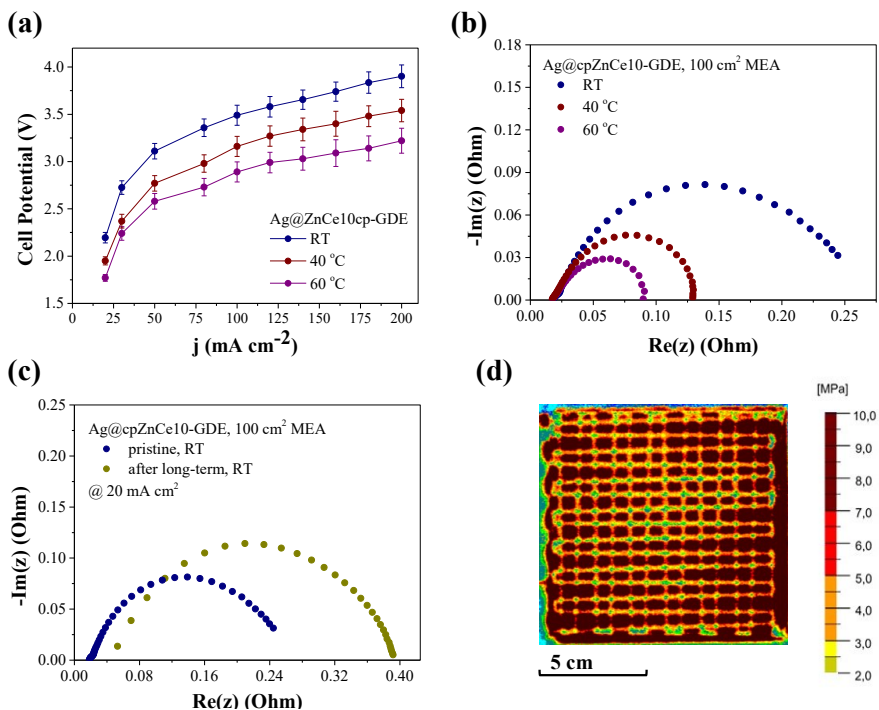 (a)
4.0
3.5
3.0
2.5
2.0
1.5
Cell Potential (V)
Ag@ZnCe10cp-GDE
RT
40 °C
60 °C
25 50 75 100 125 150 175 200
j (mA cm⁻²)
(b)
0.18
0.15
0.12
0.09
0.06
0.03
0.00
-Im(z) (Ohm)
Ag@cpZnCe10-GDE, 100 cm² MEA
RT
40 °C
60 °C
0.00 0.05 0.10 0.15 0.20 0.25
Re(z) (Ohm)
(c)
0.25
0.20
0.15
0.10
0.05
0.00
-Im(z) (Ohm)
Ag@cpZnCe10-GDE, 100 cm² MEA
pristine, RT
after long-term, RT
@ 20 mA cm²
0.00 0.08 0.16 0.24 0.32 0.40
Re(z) (Ohm)
(d)
[MPa]
10,0
9,0
8,0
7,0
6,0
5,0
4,0
3,0
2,0
5 cm